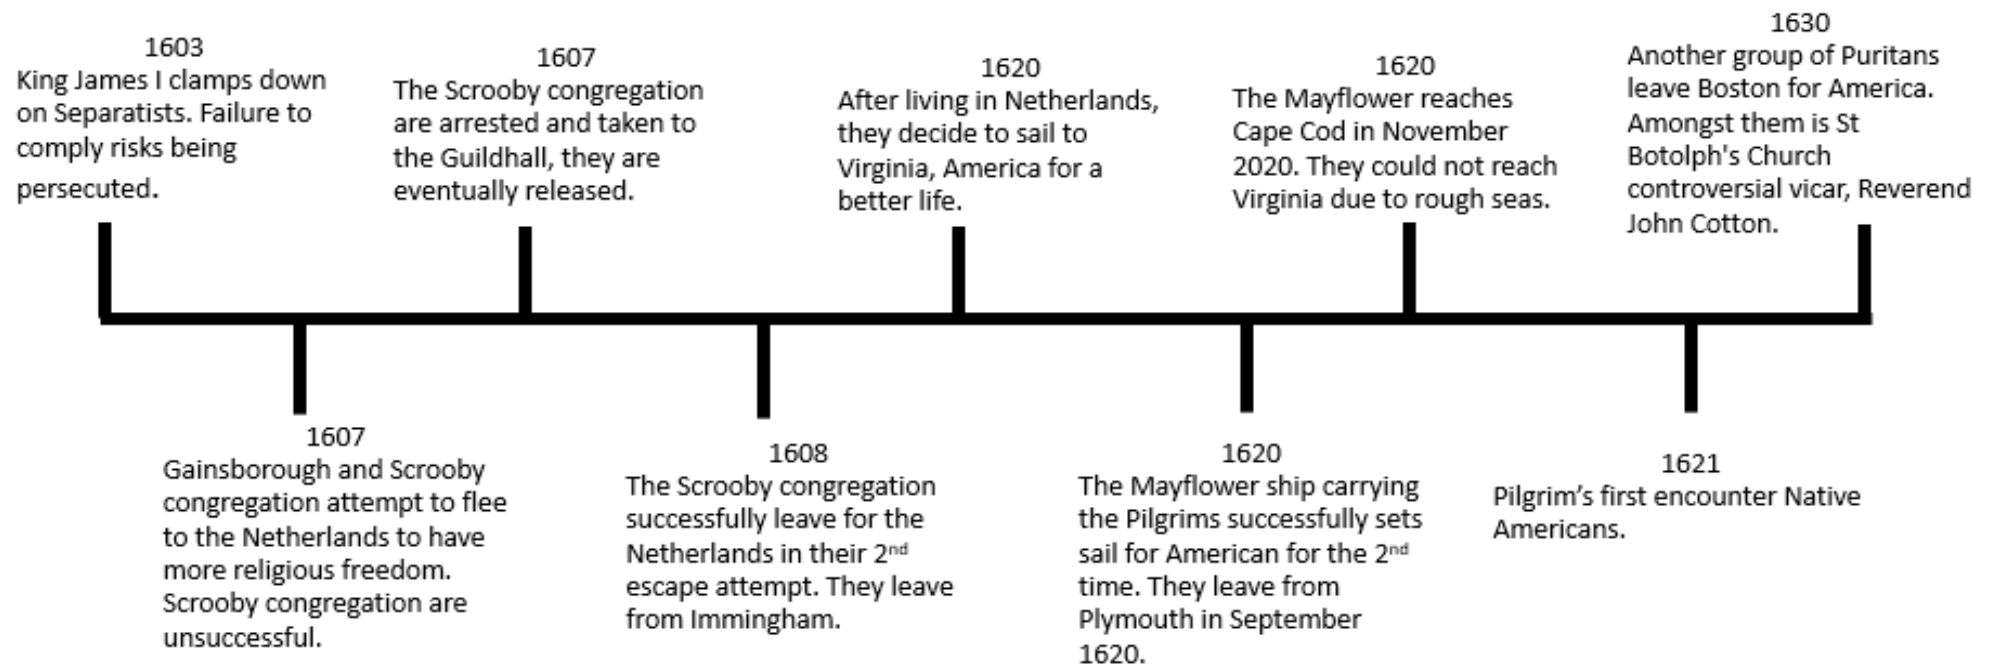 1603
King James I clamps down
on Separatists. Failure to
comply risks being
persecuted.
1607
Gainsborough and Scrooby
congregation attempt to flee
to the Netherlands to have
more religious freedom.
Scrooby congregation are
unsuccessful.
1607
The Scrooby congregation
are arrested and taken to
the Guildhall, they are
eventually released.
1608
The Scrooby congregation
successfully leave for the
Netherlands in their 2nd
escape attempt. They leave
from Immingham.
1620
After living in Netherlands,
they decide to sail to
Virginia, America for a
better life.
1620
The Mayflower ship carrying
the Pilgrims successfully sets
sail for American for the 2nd
time. They leave from
Plymouth in September
1620.
1620
The Mayflower reaches
Cape Cod in November
2020. They could not reach
Virginia due to rough seas.
1621
Pilgrim’s first encounter Native
Americans.
1630
Another group of Puritans
leave Boston for America.
Amongst them is St
Botolph's Church
controversial vicar, Reverend
John Cotton.